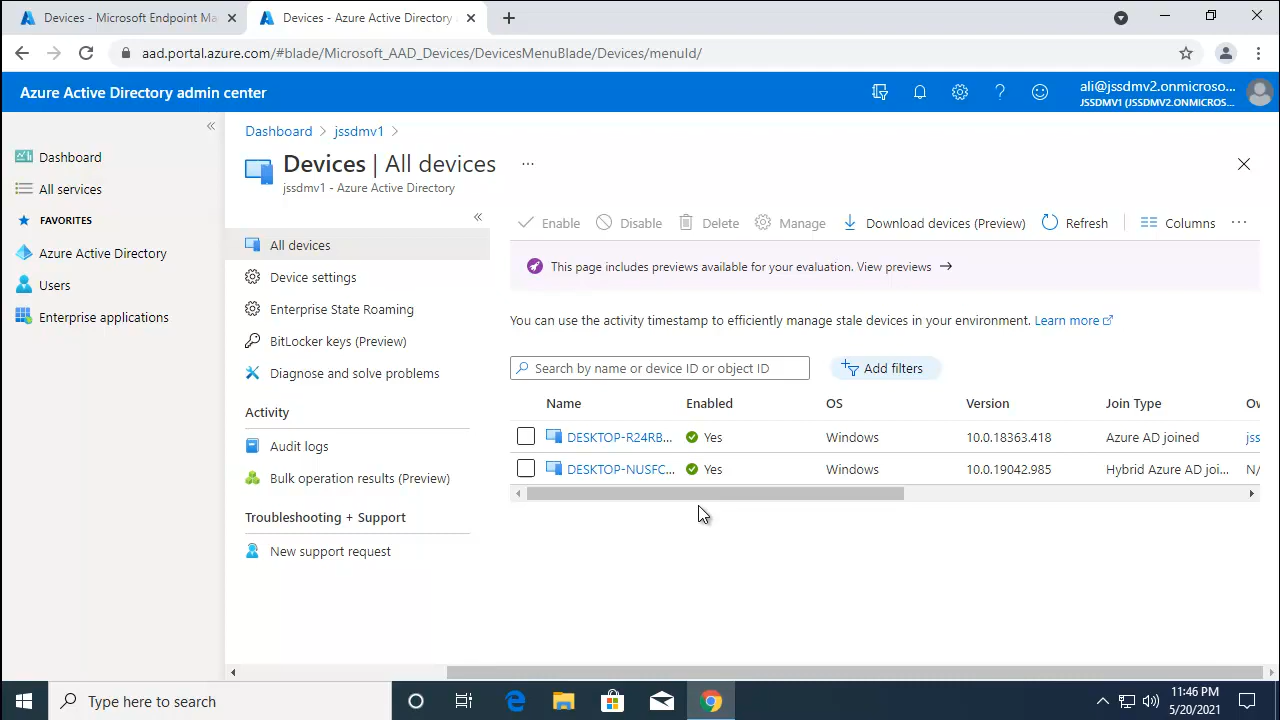 Devices - Microsoft Endpoint Ma
Devices - Azure Active Directory
aad.portal.azure.com/#blade/Microsoft_AAD_Devices/DevicesMenuBlade/Devices/menuId/
Azure Active Directory admin center
ali@jssdmv2.onmicroso...
JSSDMV1 (JSSDMV2.ONMICROS...
Dashboard
All services
FAVORITES
Azure Active Directory
Users
Enterprise applications
Dashboard > jssdmv1 >
Devices | All devices ...
jssdmv1 - Azure Active Directory
All devices
Device settings
Enterprise State Roaming
BitLocker keys (Preview)
Diagnose and solve problems
Activity
Audit logs
Bulk operation results (Preview)
Troubleshooting + Support
New support request
Enable Disable Delete Manage Download devices (Preview) Refresh Columns ...
This page includes previews available for your evaluation. View previews →
You can use the activity timestamp to efficiently manage stale devices in your environment. Learn more
Search by name or device ID or object ID Add filters
Name Enabled OS Version Join Type
DESKTOP-R24RB... Yes Windows 10.0.18363.418 Azure AD joined jss
DESKTOP-NUSFC... Yes Windows 10.0.19042.985 Hybrid Azure AD joi... N/
Type here to search
11:46 PM
5/20/2021